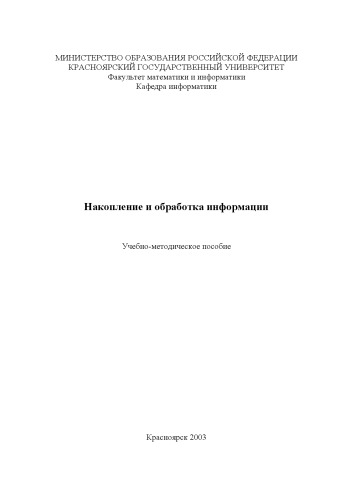 МИНИСТЕРСТВО ОБРАЗОВАНИЯ РОССИЙСКОЙ ФЕДЕРАЦИИ
КРАСНОЯРСКИЙ ГОСУДАРСТВЕННЫЙ УНИВЕРСИТЕТ
Факультет математики и информатики
Кафедра информатики
Накопление и обработка информации
Учебно-методическое пособие
Красноярск 2003